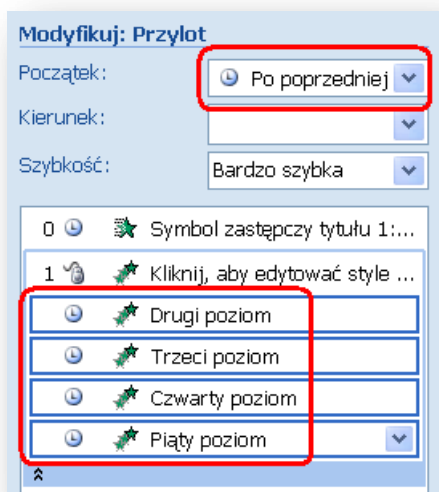 Modyfikuj: Przylot
Początek:
Po poprzedniej
Kierunek:
Szybkość:
Bardzo szybka
0 Symbol zastępczy tytułu 1:...
1 Kliknij, aby edytować style ...
Drugi poziom
Trzeci poziom
Czwarty poziom
Piąty poziom